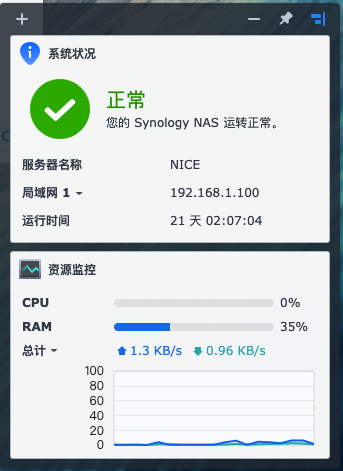 系统状况
正常
您的 Synology NAS 运转正常。
服务器名称 NICE
局域网 1 192.168.1.100
运行时间 21 天 02:07:04
资源监控
CPU 0%
RAM 35%
总计 1.3 KB/s 0.96 KB/s
100
80
60
40
20
0